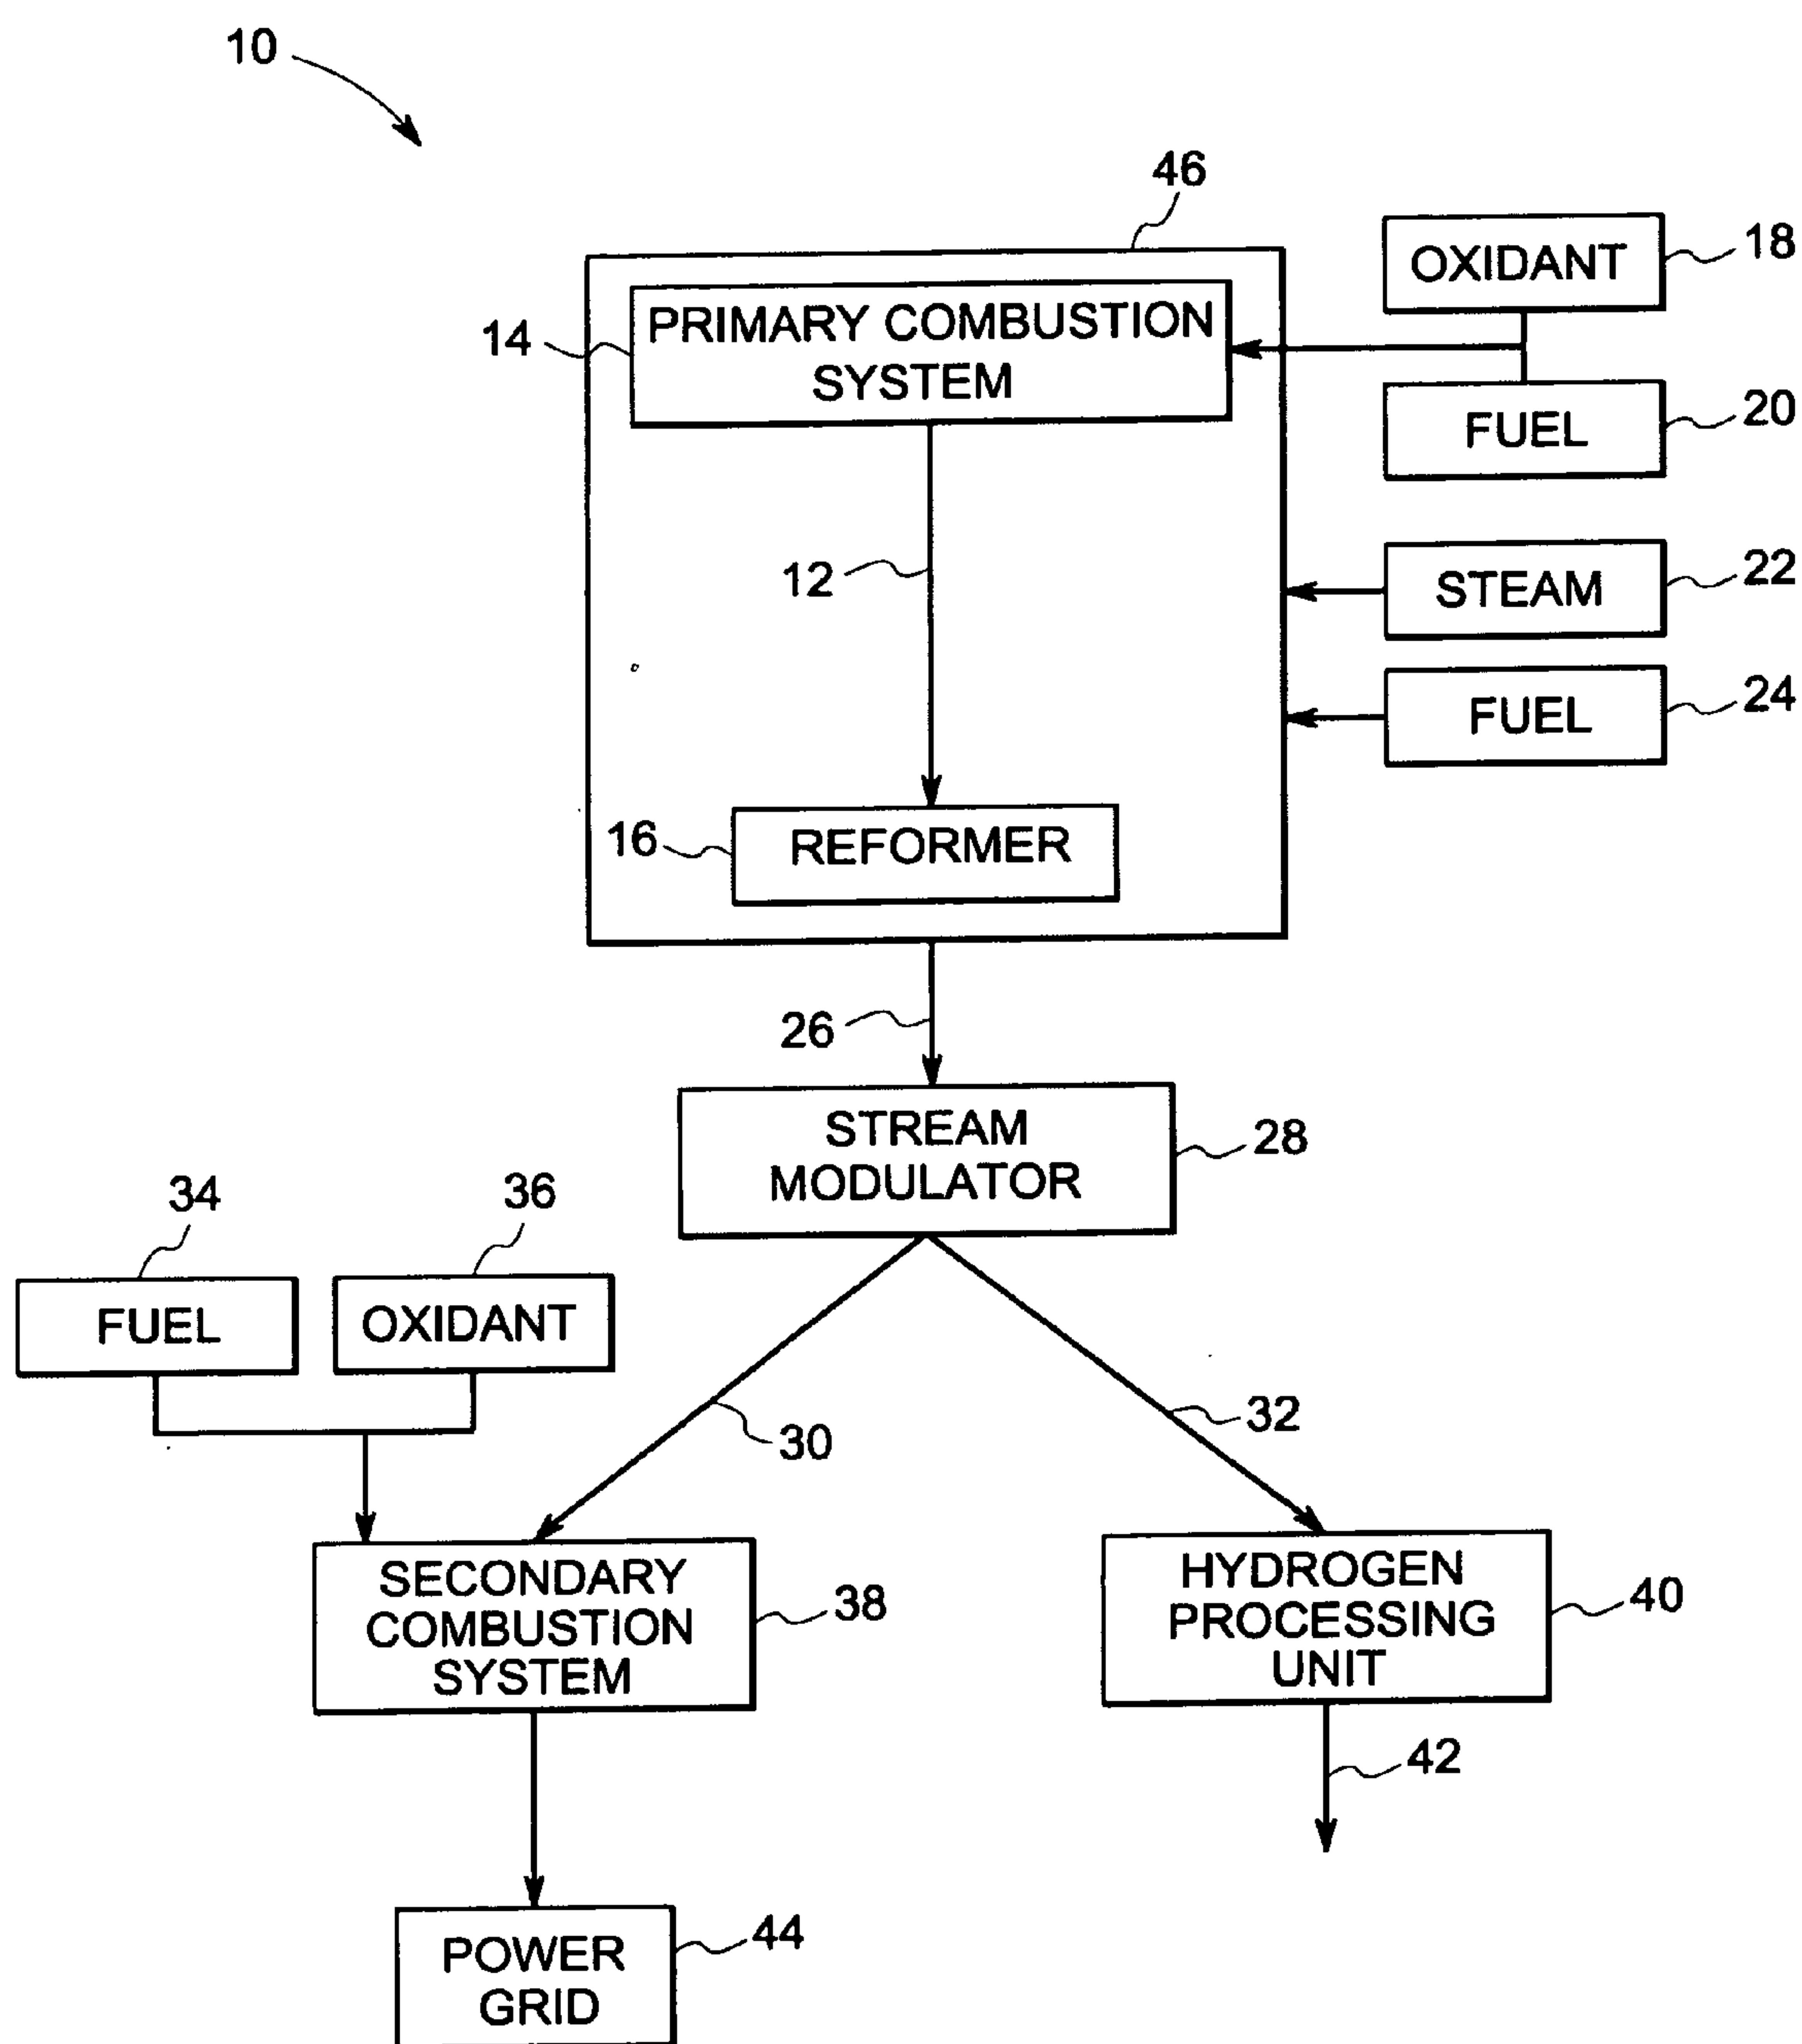 10
46
OXIDANT
18
PRIMARY COMBUSTION
SYSTEM
14
FUEL
20
12
STEAM
22
FUEL
24
16
REFORMER
26
STREAM
MODULATOR
28
34
36
FUEL
OXIDANT
30
32
SECONDARY
COMBUSTION
SYSTEM
38
HYDROGEN
PROCESSING
UNIT
40
42
POWER
GRID
44